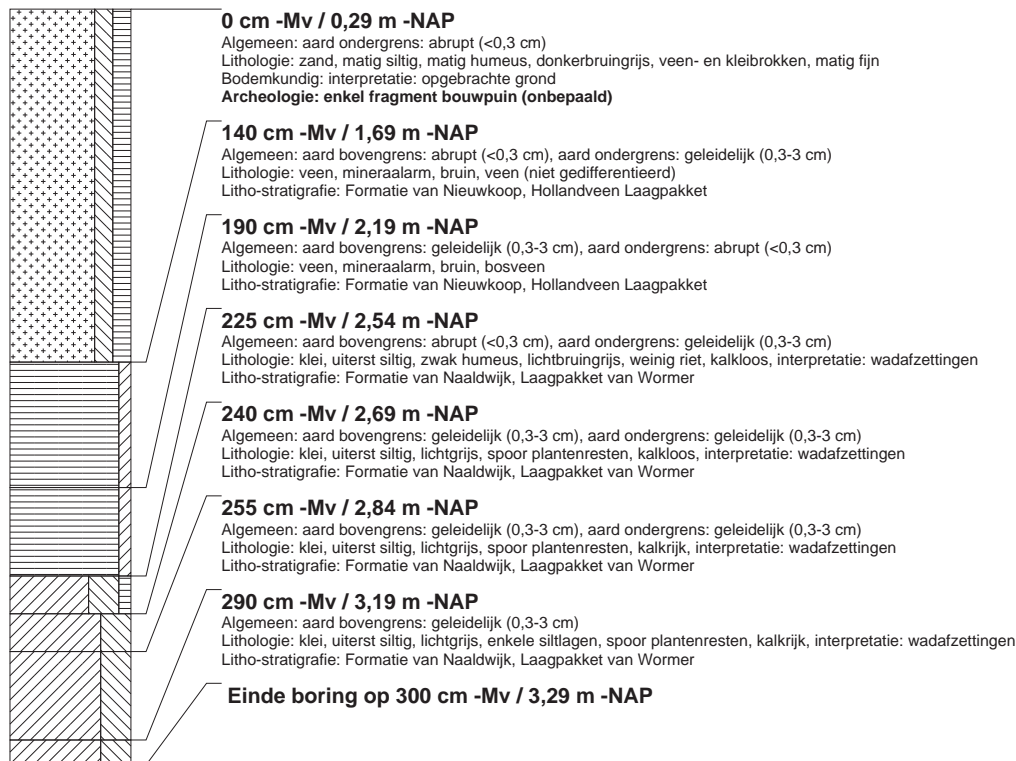 0 cm -Mv / 0,29 m -NAP
Algemeen: aard ondergrens: abrupt (<0,3 cm)
Lithologie: zand, matig siltig, matig humeus, donkerbruingrijs, veen- en kleibrokken, matig fijn
Bodemkundig: interpretatie: opgebrachte grond
Archeologie: enkel fragment bouwpuin (onbepaald)
140 cm -Mv / 1,69 m -NAP
Algemeen: aard bovengrens: abrupt (<0,3 cm), aard ondergrens: geleidelijk (0,3-3 cm)
Lithologie: veen, mineraalarm, bruin, veen (niet gedifferentieerd)
Litho-stratigrafie: Formatie van Nieuwkoop, Hollandveen Laagpakket
190 cm -Mv / 2,19 m -NAP
Algemeen: aard bovengrens: geleidelijk (0,3-3 cm), aard ondergrens: abrupt (<0,3 cm)
Lithologie: veen, mineraalarm, bruin, bosveen
Litho-stratigrafie: Formatie van Nieuwkoop, Hollandveen Laagpakket
225 cm -Mv / 2,54 m -NAP
Algemeen: aard bovengrens: abrupt (<0,3 cm), aard ondergrens: geleidelijk (0,3-3 cm)
Lithologie: klei, uiterst siltig, zwak humeus, lichtbruingrijs, weinig riet, kalkloos, interpretatie: wadafzettingen
Litho-stratigrafie: Formatie van Naaldwijk, Laagpakket van Wormer
240 cm -Mv / 2,69 m -NAP
Algemeen: aard bovengrens: geleidelijk (0,3-3 cm), aard ondergrens: geleidelijk (0,3-3 cm)
Lithologie: klei, uiterst siltig, lichtgrijs, spoor plantenresten, kalkloos, interpretatie: wadafzettingen
Litho-stratigrafie: Formatie van Naaldwijk, Laagpakket van Wormer
255 cm -Mv / 2,84 m -NAP
Algemeen: aard bovengrens: geleidelijk (0,3-3 cm), aard ondergrens: geleidelijk (0,3-3 cm)
Lithologie: klei, uiterst siltig, lichtgrijs, spoor plantenresten, kalkrijk, interpretatie: wadafzettingen
Litho-stratigrafie: Formatie van Naaldwijk, Laagpakket van Wormer
290 cm -Mv / 3,19 m -NAP
Algemeen: aard bovengrens: geleidelijk (0,3-3 cm)
Lithologie: klei, uiterst siltig, lichtgrijs, enkele siltlagen, spoor plantenresten, kalkrijk, interpretatie: wadafzettingen
Litho-stratigrafie: Formatie van Naaldwijk, Laagpakket van Wormer
Einde boring op 300 cm -Mv / 3,29 m -NAP